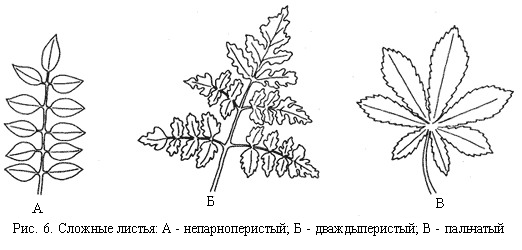 А Б В
Рис. 6. Сложные листья: А - непарноперистый; Б - дваждыперистый; В - пальчатый